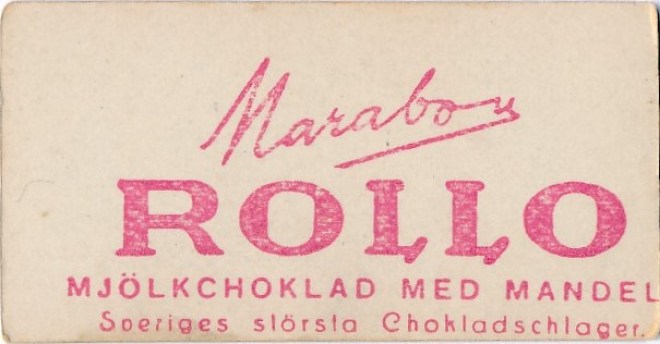 Marabou
ROLLO
MJÖLKCHOKLAD MED MANDEL
Sveriges största Chokladschlager.